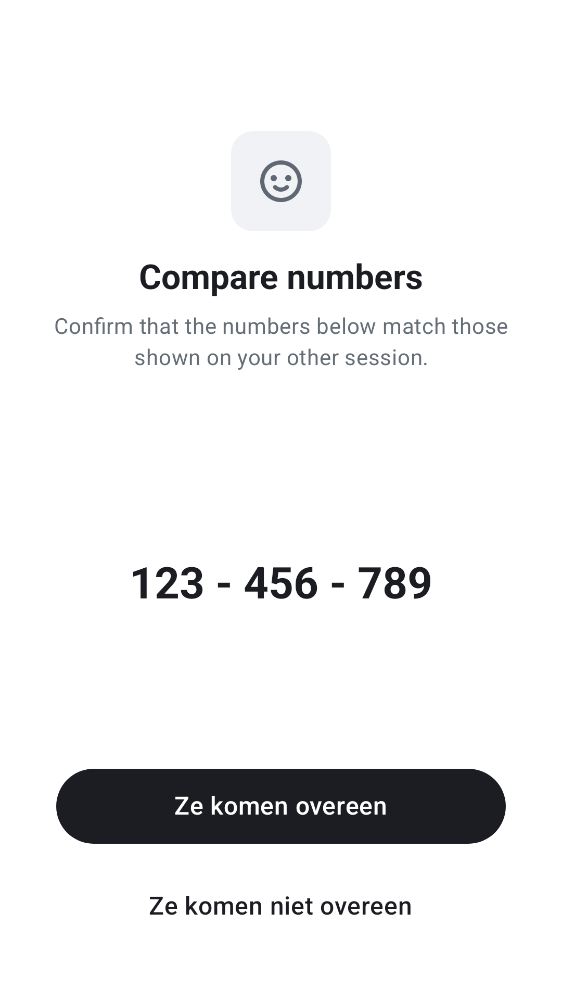 Compare numbers
Confirm that the numbers below match those
shown on your other session.
123 - 456 - 789
Ze komen overeen
Ze komen niet overeen